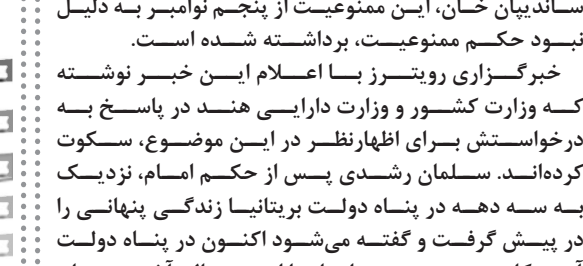 ساندیپان خان، این ممنوعیت از پنجم نوامبر به دلیل
نبود حکم ممنوعیت، برداشته شده است.
خبرگزاری رویترز با اعلام این خبر نوشته
که وزارت کشور و وزارت دارایی هند در پاسخ به
درخواستش برای اظهارنظر در این موضوع، سکوت
کرده‌اند. سلمان رشدی پس از حکم امام، نزدیک
به سه دهه در پناه دولت بریتانیا زندگی پنهانی را
در پیش گرفت و گفته می‌شود اکنون در پناه دولت